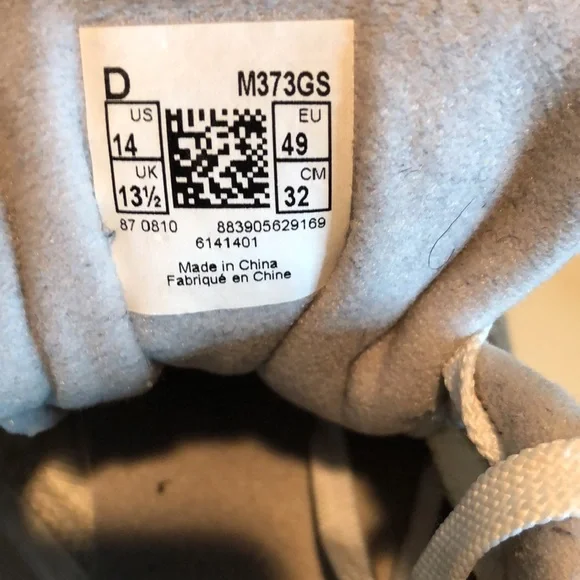 D M373GS
US EU
14 49
UK CM
13½ 32
87 0810 883905629169
6141401
Made in China
Fabriqué en Chine